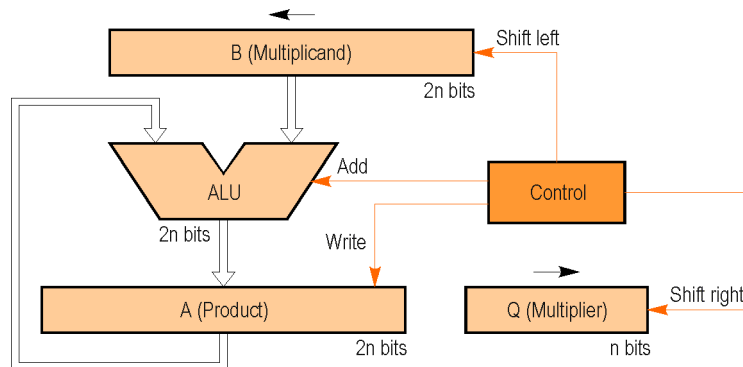 Shift left
B (Multiplicand)
2n bits
Add
ALU
Control
2n bits
Write
Shift right
A (Product)
Q (Multiplier)
2n bits
n bits